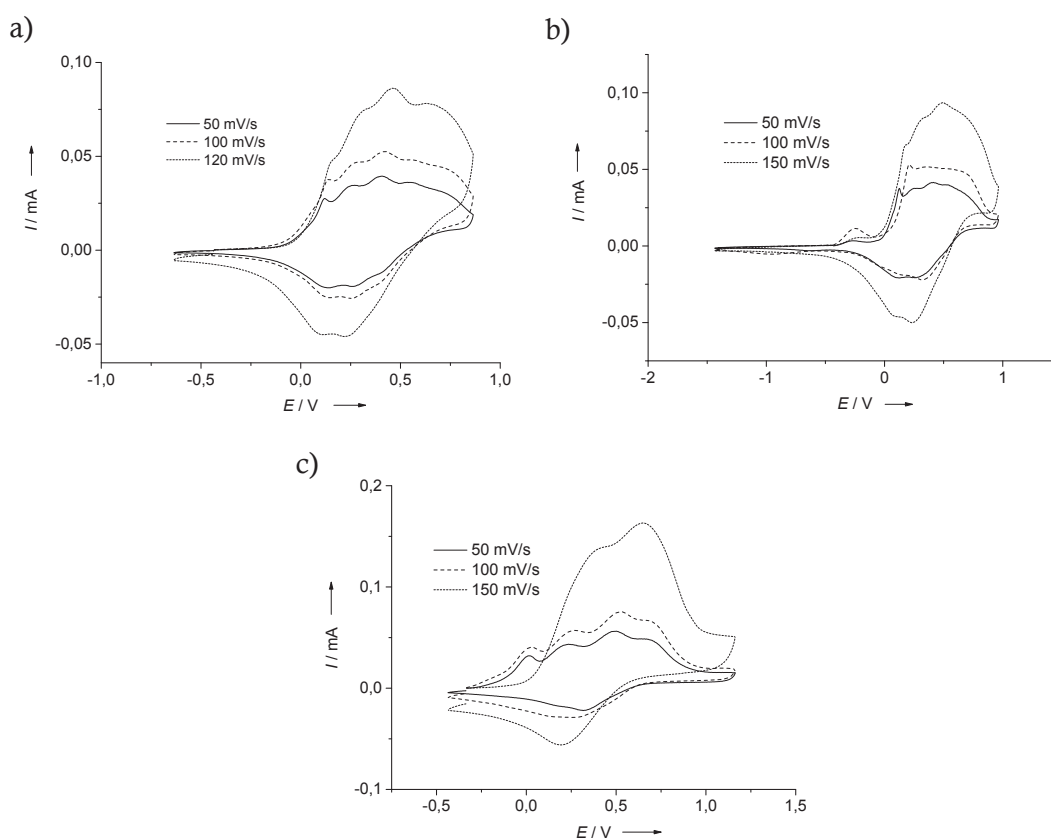 a)
0,10
0,05
0,00
-0,05
I / mA
50 mV/s
100 mV/s
120 mV/s
-1,0 -0,5 0,0 0,5 1,0
E / V
b)
0,10
0,05
0,00
-0,05
I / mA
50 mV/s
100 mV/s
150 mV/s
-2 -1 0 1
E / V
c)
0,2
0,1
0,0
-0,1
I / mA
50 mV/s
100 mV/s
150 mV/s
-0,5 0,0 0,5 1,0 1,5
E / V